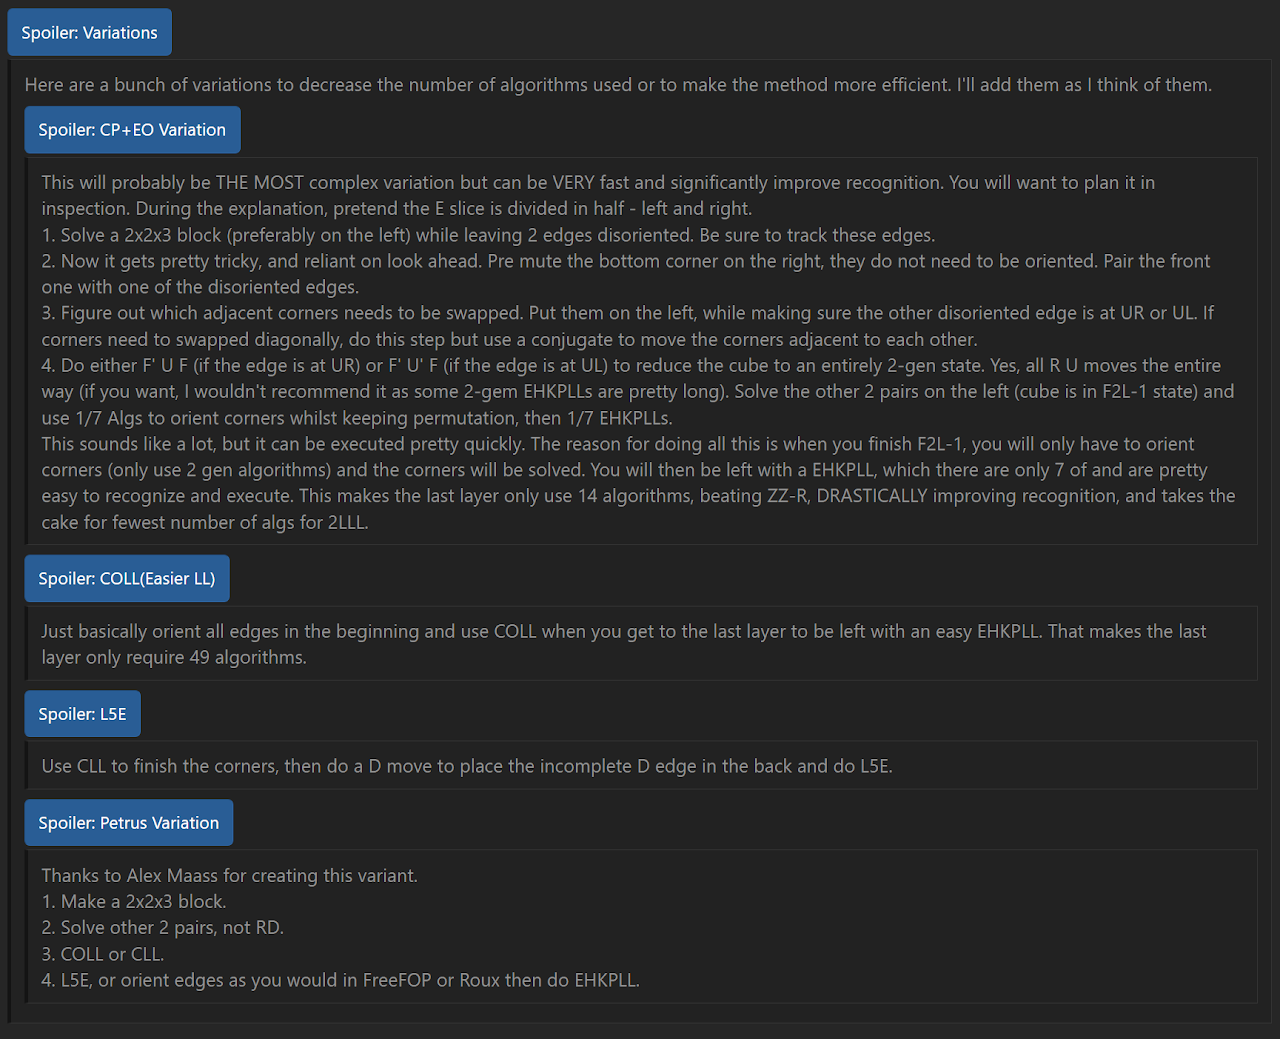 Spoiler: Variations
Here are a bunch of variations to decrease the number of algorithms used or to make the method more efficient. I'll add them as I think of them.
Spoiler: CP+EO Variation
This will probably be THE MOST complex variation but can be VERY fast and significantly improve recognition. You will want to plan it in
inspection. During the explanation, pretend the E slice is divided in half - left and right.
1. Solve a 2x2x3 block (preferably on the left) while leaving 2 edges disoriented. Be sure to track these edges.
2. Now it gets pretty tricky, and reliant on look ahead. Pre mute the bottom corner on the right, they do not need to be oriented. Pair the front
one with one of the disoriented edges.
3. Figure out which adjacent corners needs to be swapped. Put them on the left, while making sure the other disoriented edge is at UR or UL. If
corners need to swapped diagonally, do this step but use a conjugate to move the corners adjacent to each other.
4. Do either F' U F (if the edge is at UR) or F' U' F (if the edge is at UL) to reduce the cube to an entirely 2-gen state. Yes, all R U moves the entire
way (if you want, I wouldn't recommend it as some 2-gem EHKPLLs are pretty long). Solve the other 2 pairs on the left (cube is in F2L-1 state) and
use 1/7 Algs to orient corners whilst keeping permutation, then 1/7 EHKPLLs.
This sounds like a lot, but it can be executed pretty quickly. The reason for doing all this is when you finish F2L-1, you will only have to orient
corners (only use 2 gen algorithms) and the corners will be solved. You will then be left with a EHKPLL, which there are only 7 of and are pretty
easy to recognize and execute. This makes the last layer only use 14 algorithms, beating ZZ-R, DRASTICALLY improving recognition, and takes the
cake for fewest number of algs for 2LLL.
Spoiler: COLL(Easier LL)
Just basically orient all edges in the beginning and use COLL when you get to the last layer to be left with an easy EHKPLL. That makes the last
layer only require 49 algorithms.
Spoiler: L5E
Use CLL to finish the corners, then do a D move to place the incomplete D edge in the back and do L5E.
Spoiler: Petrus Variation
Thanks to Alex Maass for creating this variant.
1. Make a 2x2x3 block.
2. Solve other 2 pairs, not RD.
3. COLL or CLL.
4. L5E, or orient edges as you would in FreeFOP or Roux then do EHKPLL.